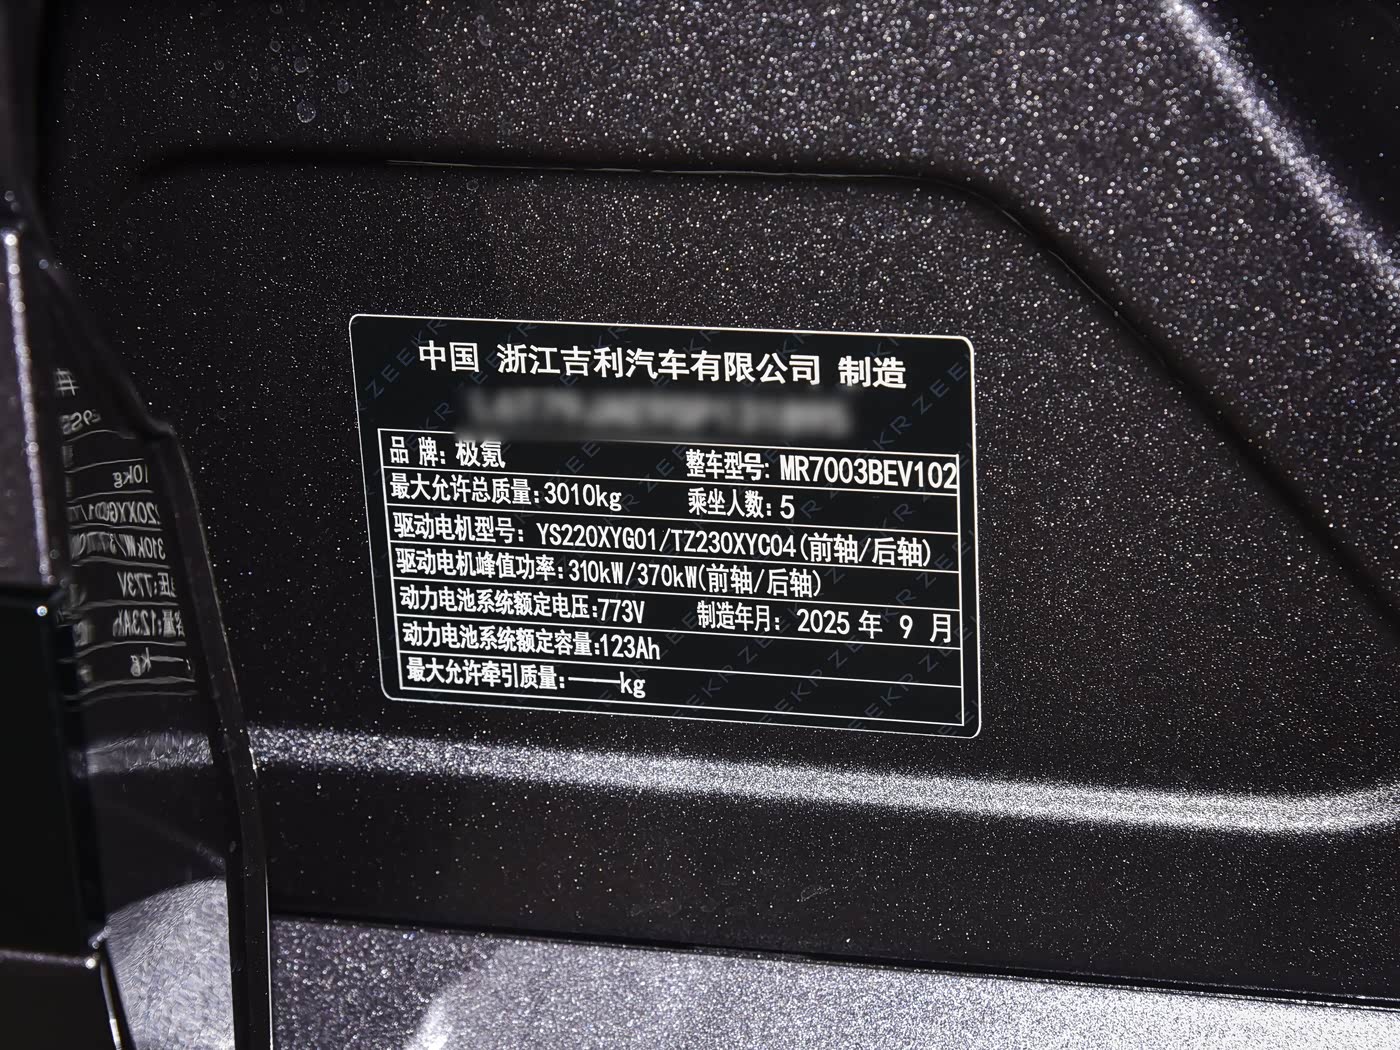 中国 浙江吉利汽车有限公司 制造
品 牌: 极氪 整车型号: MR7003BEV102
最大允许总质量:3010kg 乘坐人数: 5
驱动电机型号: YS220XYG01/TZ230XYC04(前轴/后轴)
驱动电机峰值功率:310kW/370kW(前轴/后轴)
动力电池系统额定电压:773V 制造年月: 2025 年 9 月
动力电池系统额定容量:123Ah
最大允许牵引质量:——kg